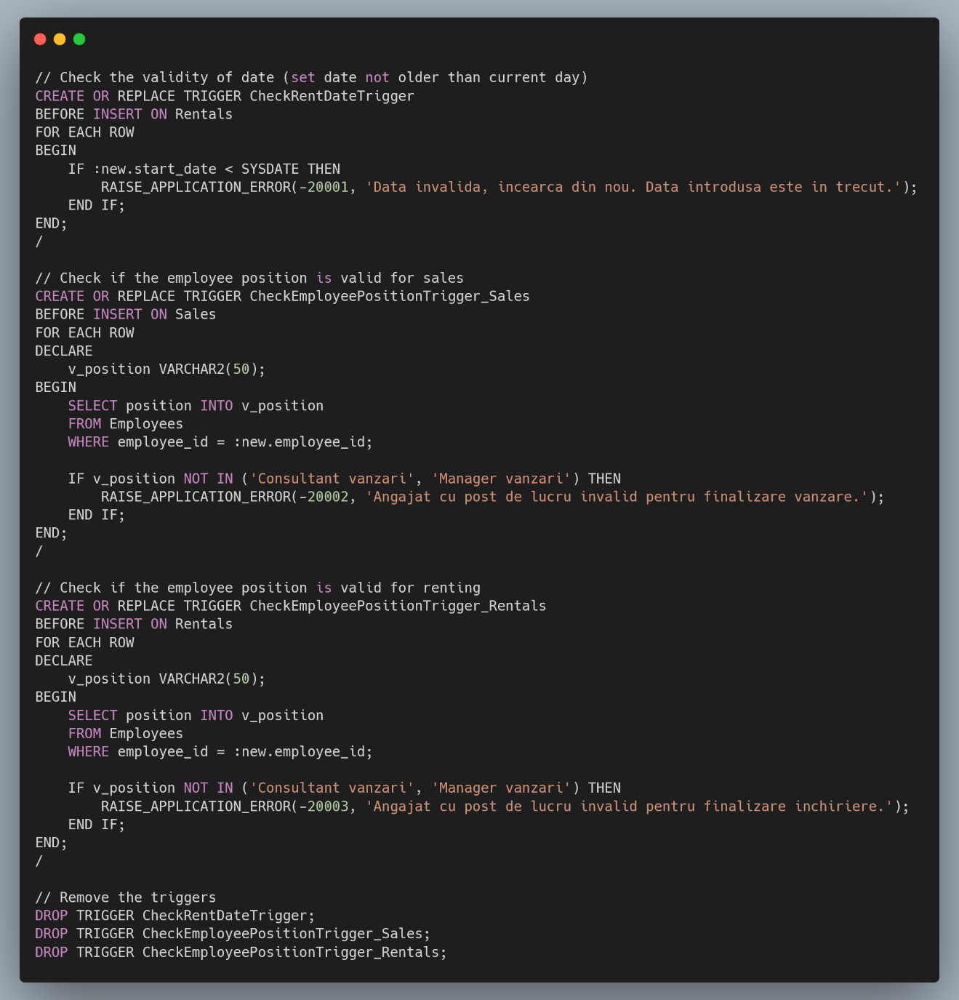 // Check the validity of date (set date not older than current day)
CREATE OR REPLACE TRIGGER CheckRentDateTrigger
BEFORE INSERT ON Rentals
FOR EACH ROW
BEGIN
    IF :new.start_date < SYSDATE THEN
        RAISE_APPLICATION_ERROR(-20001, 'Data invalida, incearca din nou. Data introdusa este in trecut.');
    END IF;
END;
/

// Check if the employee position is valid for sales
CREATE OR REPLACE TRIGGER CheckEmployeePositionTrigger_Sales
BEFORE INSERT ON Sales
FOR EACH ROW
DECLARE
    v_position VARCHAR2(50);
BEGIN
    SELECT position INTO v_position
    FROM Employees
    WHERE employee_id = :new.employee_id;

    IF v_position NOT IN ('Consultant vanzari', 'Manager vanzari') THEN
        RAISE_APPLICATION_ERROR(-20002, 'Angajat cu post de lucru invalid pentru finalizare vanzare.');
    END IF;
END;
/

// Check if the employee position is valid for renting
CREATE OR REPLACE TRIGGER CheckEmployeePositionTrigger_Rentals
BEFORE INSERT ON Rentals
FOR EACH ROW
DECLARE
    v_position VARCHAR2(50);
BEGIN
    SELECT position INTO v_position
    FROM Employees
    WHERE employee_id = :new.employee_id;

    IF v_position NOT IN ('Consultant vanzari', 'Manager vanzari') THEN
        RAISE_APPLICATION_ERROR(-20003, 'Angajat cu post de lucru invalid pentru finalizare inchiriere.');
    END IF;
END;
/

// Remove the triggers
DROP TRIGGER CheckRentDateTrigger;
DROP TRIGGER CheckEmployeePositionTrigger_Sales;
DROP TRIGGER CheckEmployeePositionTrigger_Rentals;